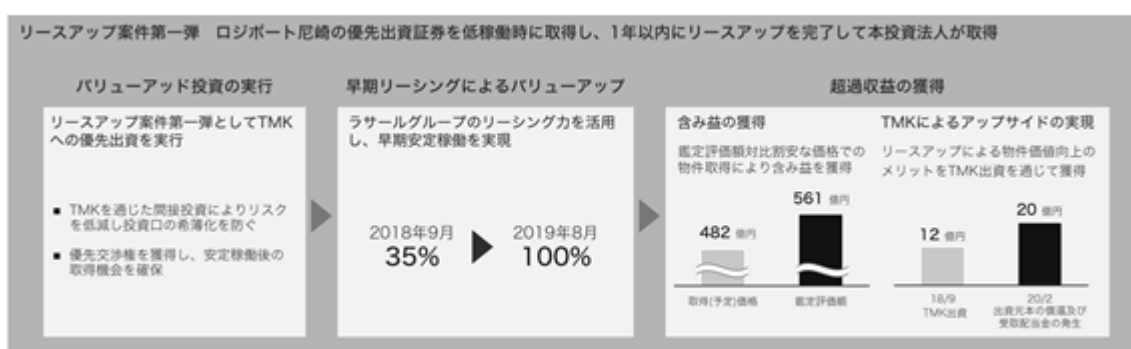 リースアップ案件第一弾 ロジポート尼崎の優先出資証券を低稼働時に取得し、1年以内にリースアップを完了して本投資法人が取得
バリューアッド投資の実行
リースアップ案件第一弾としてTMK
への優先出資を実行
■ TMKを通じた間接投資によりリスク
を低減し投資口の希薄化を防ぐ
■ 優先交渉権を獲得し、安定稼働後の
取得機会を確保
早期リーシングによるバリューアップ
ラサールグループのリーシング力を活用
し、早期安定稼働を実現
2018年9月
35%
2019年8月
100%
超過収益の獲得
含み益の獲得
鑑定評価額対比割安な価格での
物件取得により含み益を獲得
482 億円
561 億円
取得(予定)価格
鑑定評価額
TMKによるアップサイドの実現
リースアップによる物件価値向上の
メリットをTMK出資を通じて獲得
12 億円
20 億円
18/9
TMK出資
20/2
出資元本の償還及び
受取配当金の発生